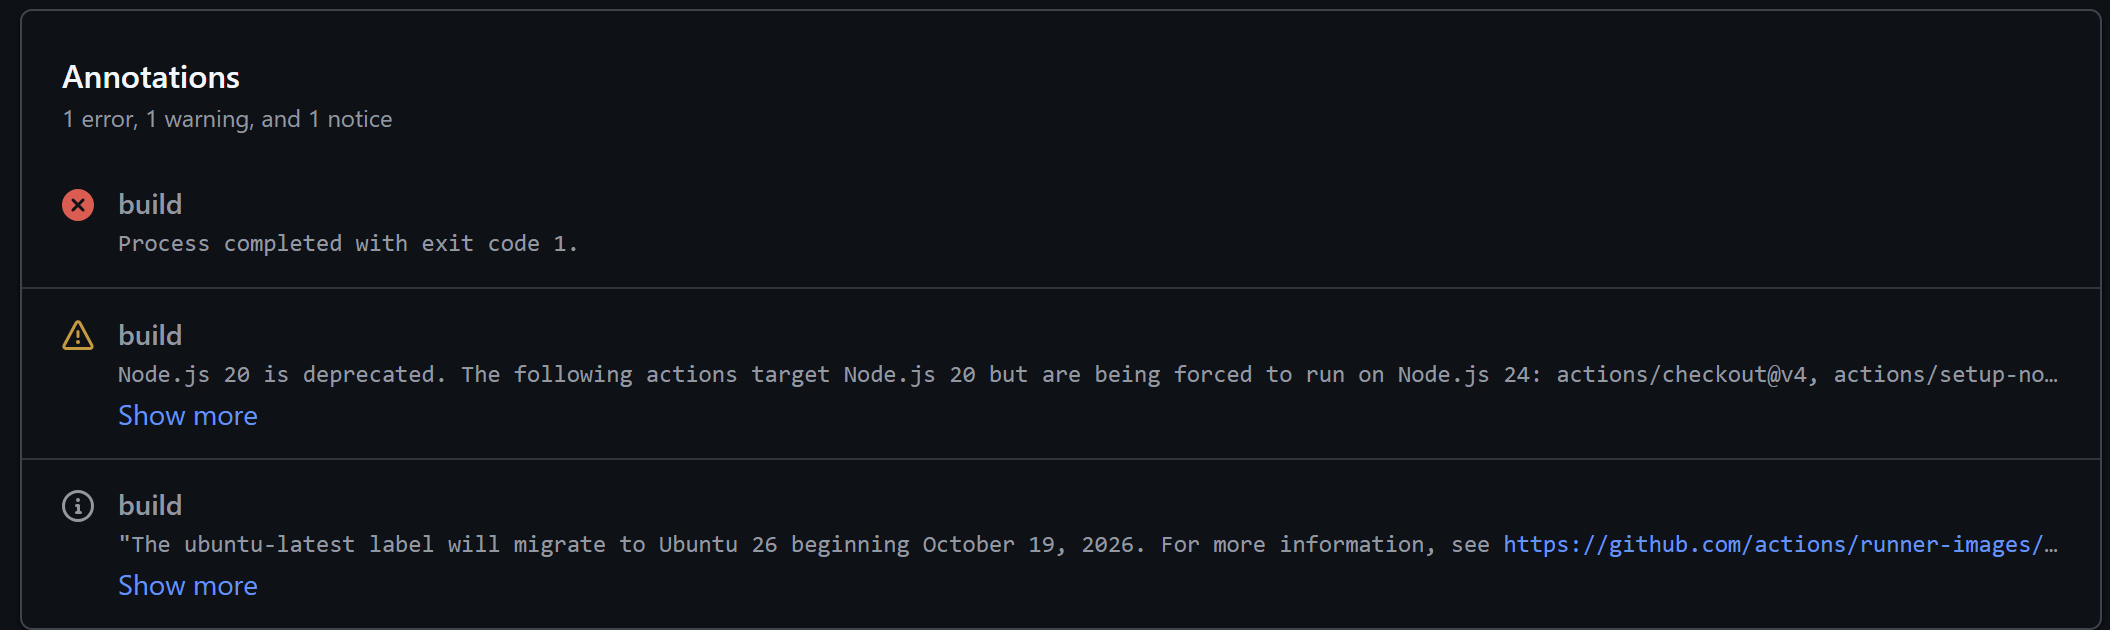 Annotations
1 error, 1 warning, and 1 notice
build
Process completed with exit code 1.
build
Node.js 20 is deprecated. The following actions target Node.js 20 but are being forced to run on Node.js 24: actions/checkout@v4, actions/setup-no…
Show more
build
"The ubuntu-latest label will migrate to Ubuntu 26 beginning October 19, 2026. For more information, see https://github.com/actions/runner-images/…
Show more